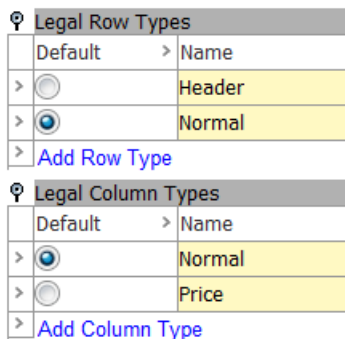 Legal Row Types
Default > Name
> Header
> Normal
> Add Row Type
Legal Column Types
Default > Name
> Normal
> Price
> Add Column Type